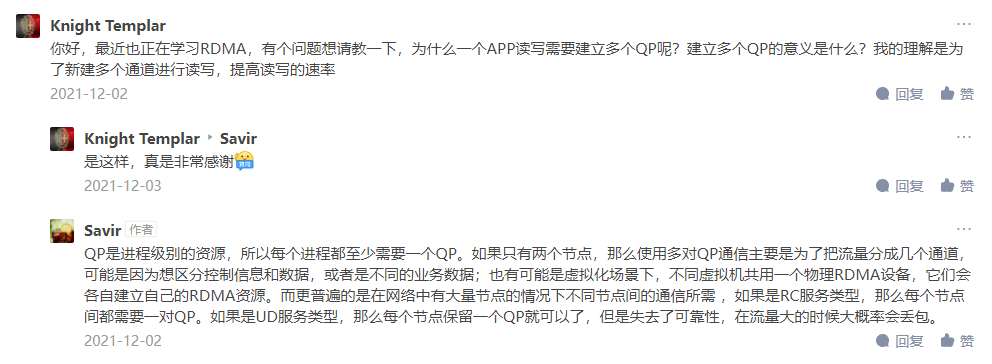 Knight Templar
你好，最近也正在学习RDMA，有个问题想请教一下，为什么一个APP读写需要建立多个QP呢？建立多个QP的意义是什么？我的理解是为
了新建多个通道进行读写，提高读写的速率
2021-12-02
回复 赞
Knight Templar Savir
是这样，真是非常感谢
2021-12-03
回复 赞
Savir 作者
QP是进程级别的资源，所以每个进程都至少需要一个QP。如果只有两个节点，那么使用多对QP通信主要是为了把流量分成几个通道，
可能是因为想区分控制信息和数据，或者是不同的业务数据；也有可能是虚拟化场景下，不同虚拟机共用一个物理RDMA设备，它们会
各自建立自己的RDMA资源。而更普遍的是在网络中有大量节点的情况下不同节点间的通信所需 ，如果是RC服务类型，那么每个节点
间都需要一对QP。如果是UD服务类型，那么每个节点保留一个QP就可以了，但是失去了可靠性，在流量大的时候大概率会丢包。
2021-12-02
回复 赞